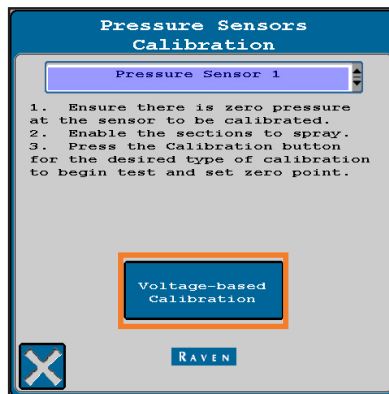 Pressure Sensors
Calibration
Pressure Sensor 1
1. Ensure there is zero pressure
at the sensor to be calibrated.
2. Enable the sections to spray.
3. Press the Calibration button
for the desired type of calibration
to begin test and set zero point.
Voltage-based
Calibration
RAVEN